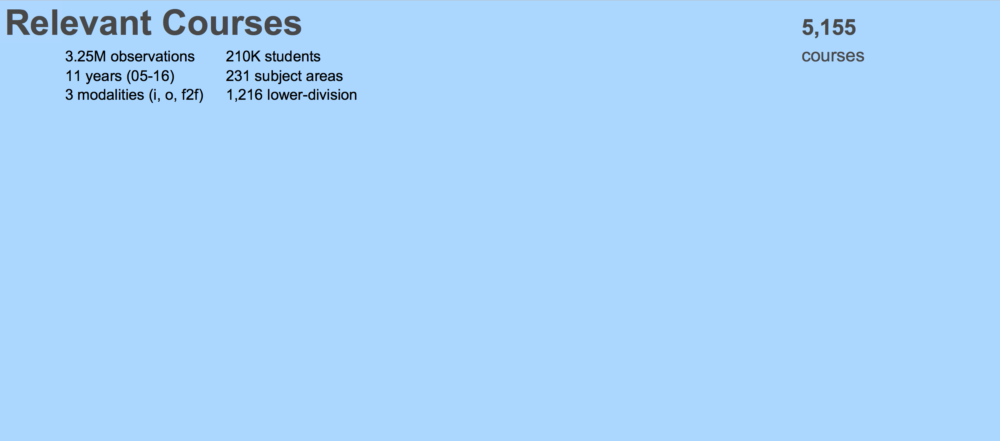 Relevant Courses
3.25M observations
11 years (05-16)
3 modalities (i, o, f2f)
210K students
231 subject areas
1,216 lower-division
5,155
courses